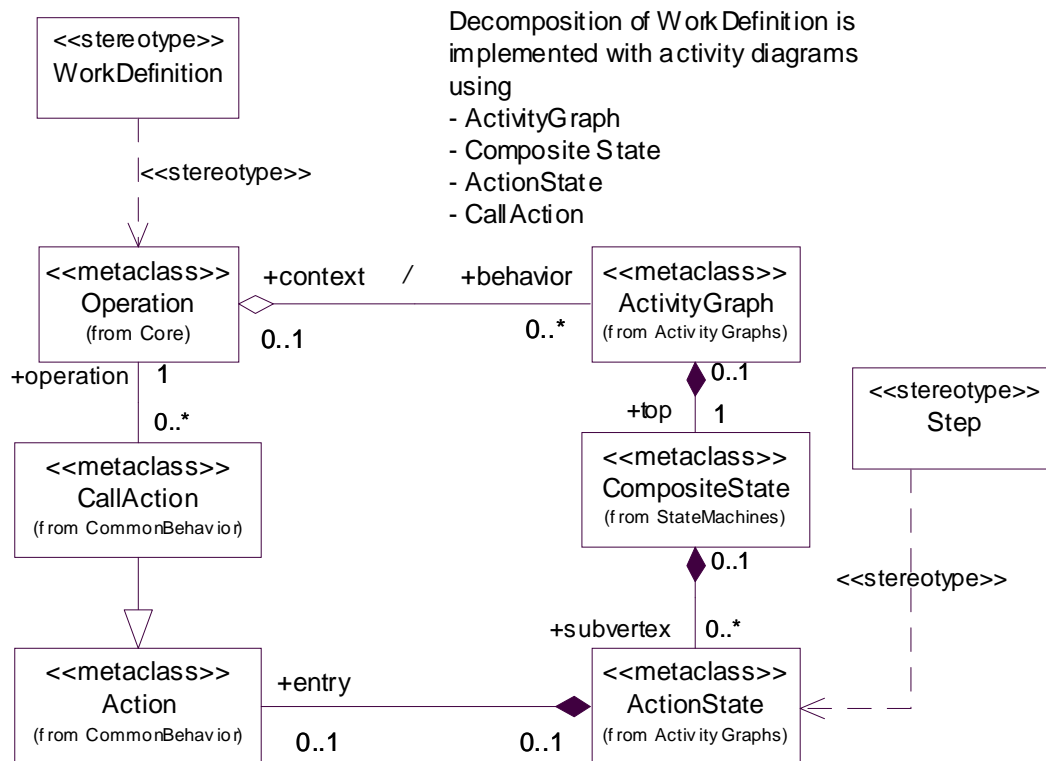 <<stereotype>>
WorkDefinition
Decomposition of WorkDefinition is
implemented with activity diagrams
using
- ActivityGraph
- Composite State
- ActionState
- CallAction
<<stereotype>>
<<metaclass>>
Operation
(from Core)
+context / +behavior
0..1 0..*
<<metaclass>>
ActivityGraph
(from Activity Graphs)
+operation 1
0..*
0..1
+top 1
<<stereotype>>
Step
<<metaclass>>
CallAction
(from CommonBehavior)
<<metaclass>>
CompositeState
(from StateMachines)
0..1
<<stereotype>>
+subvertex 0..*
<<metaclass>>
Action
(from CommonBehavior)
+entry
0..1 0..1
<<metaclass>>
ActionState
(from Activity Graphs)